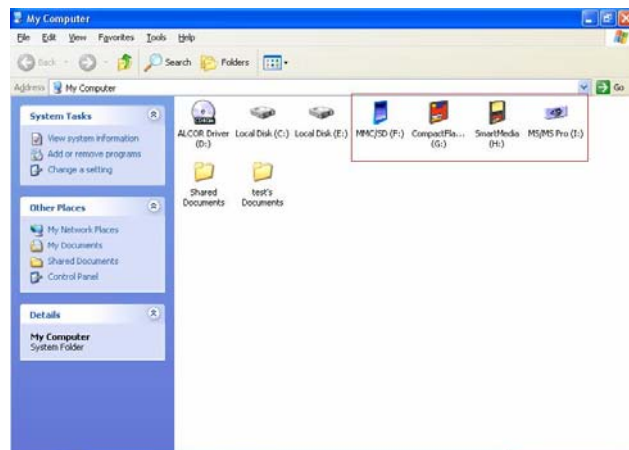 My Computer
File Edit View Favorites Tools Help
Back Search Folders
Address My Computer Go
System Tasks
View system information
Add or remove programs
Change a setting
Other Places
My Network Places
My Documents
Shared Documents
Control Panel
Details
My Computer
System Folder
ALCOR Driver (D:)
Local Disk (C:)
Local Disk (E:)
MMC/SD (F:)
CompactFla... (G:)
SmartMedia (H:)
MS/MS Pro (I:)
Shared Documents
test's Documents